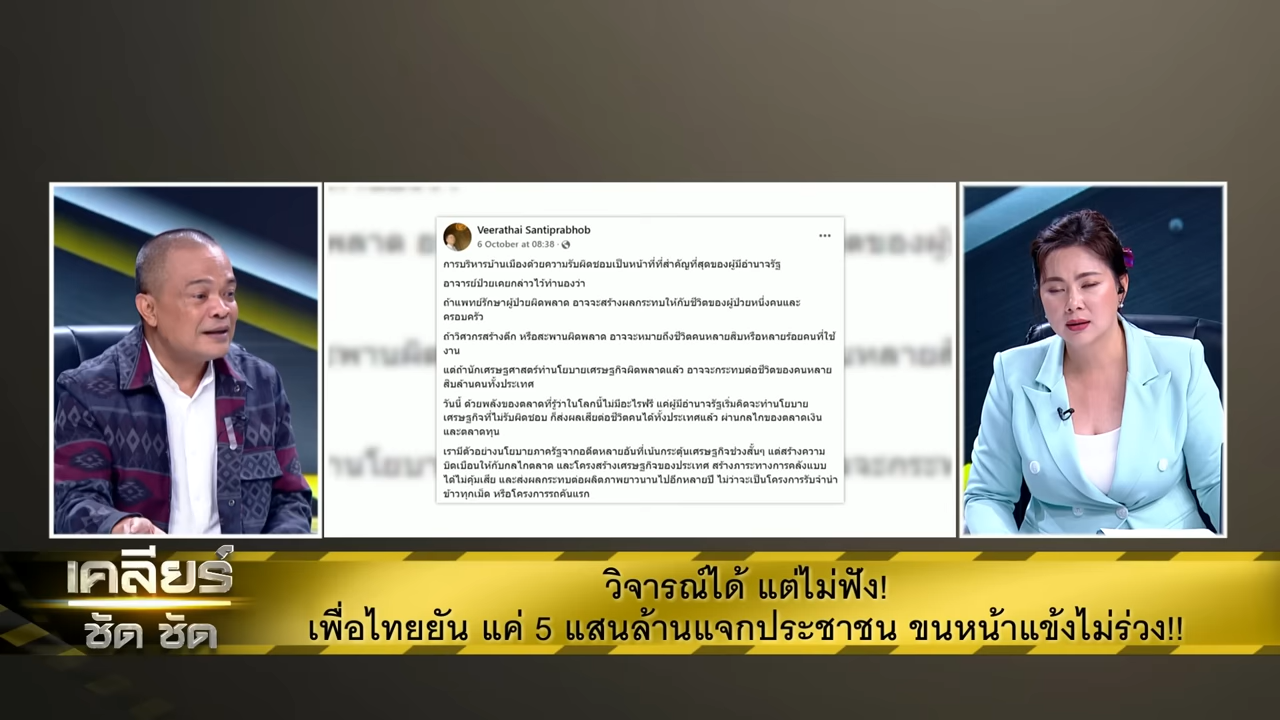 Veerathai Santiprabhob
6 October at 08:38
การบริหารบ้านเมืองด้วยความรับผิดชอบเป็นหน้าที่ที่สำคัญที่สุดของผู้มีอำนาจรัฐ
อาจารย์ป๋วยเคยกล่าวไว้ทำนองว่า
ถ้าแพทย์รักษาผู้ป่วยผิดพลาด อาจจะสร้างผลกระทบให้กับชีวิตของผู้ป่วยหนึ่งคนและ
ครอบครัว
ถ้าวิศวกรสร้างตึก หรือสะพานผิดพลาด อาจจะหมายถึงชีวิตคนหลายสิบหรือหลายร้อยคนที่ใช้
งาน
แต่ถ้านักเศรษฐศาสตร์ทำนโยบายเศรษฐกิจผิดพลาดแล้ว อาจจะกระทบต่อชีวิตของคนหลาย
สิบล้านคนทั้งประเทศ
วันนี้ ด้วยพลังของตลาดที่รู้ว่าในโลกนี้ไม่มีอะไรฟรี แค่ผู้มีอำนาจรัฐเริ่มคิดจะทำนโยบาย
เศรษฐกิจที่ไม่รับผิดชอบ ก็ส่งผลเสียต่อชีวิตคนได้ทั้งประเทศแล้ว ผ่านกลไกของตลาดเงิน
และตลาดทุน
เรามีตัวอย่างนโยบายภาครัฐจากอดีตหลายอันที่เน้นกระตุ้นเศรษฐกิจช่วงสั้นๆ แต่สร้างความ
บิดเบือนให้กับกลไกตลาด และโครงสร้างเศรษฐกิจของประเทศ สร้างภาระทางการคลังแบบ
ได้ไม่คุ้มเสีย และส่งผลกระทบต่อผลิตภาพยาวนานไปอีกหลายปี ไม่ว่าจะเป็นโครงการรับจำนำ
ข้าวทุกเม็ด หรือโครงการรถคันแรก
เคลียร์
ชัด ชัด
วิจารณ์ได้ แต่ไม่ฟัง!
เพื่อไทยยัน แค่ 5 แสนล้านแจกประชาชน ขนหน้าแข้งไม่ร่วง!!